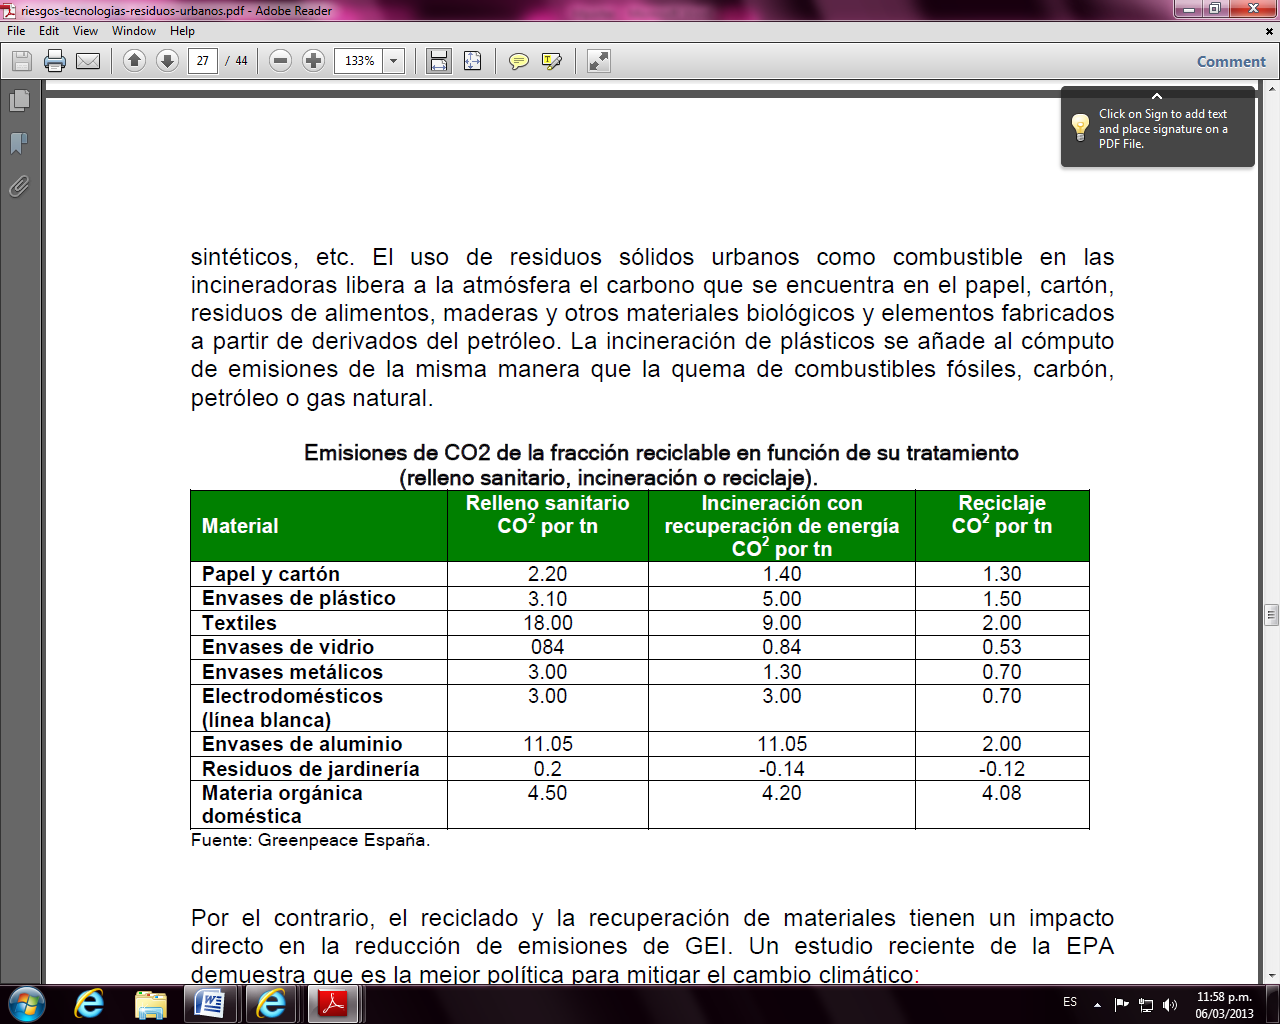 riesgos-tecnologias-residuos-urbanos.pdf - Adobe Reader
File Edit View Window Help
27 / 44 133% Comment
Click on Sign to add text
and place signature on a
PDF File.
sintéticos, etc. El uso de residuos sólidos urbanos como combustible en las
incineradoras libera a la atmósfera el carbono que se encuentra en el papel, cartón,
residuos de alimentos, maderas y otros materiales biológicos y elementos fabricados
a partir de derivados del petróleo. La incineración de plásticos se añade al cómputo
de emisiones de la misma manera que la quema de combustibles fósiles, carbón,
petróleo o gas natural.
Emisiones de CO2 de la fracción reciclable en función de su tratamiento
(relleno sanitario, incineración o reciclaje).
Material
Relleno sanitario
CO² por tn
Incineración con
recuperación de energía
CO² por tn
Reciclaje
CO² por tn
Papel y cartón 2.20 1.40 1.30
Envases de plástico 3.10 5.00 1.50
Textiles 18.00 9.00 2.00
Envases de vidrio 084 0.84 0.53
Envases metálicos 3.00 1.30 0.70
Electrodomésticos 3.00 3.00 0.70
(línea blanca)
Envases de aluminio 11.05 11.05 2.00
Residuos de jardinería 0.2 -0.14 -0.12
Materia orgánica 4.50 4.20 4.08
doméstica
Fuente: Greenpeace España.
Por el contrario, el reciclado y la recuperación de materiales tienen un impacto
directo en la reducción de emisiones de GEI. Un estudio reciente de la EPA
demuestra que es la mejor política para mitigar el cambio climático:
ES
11:58 p.m.
06/03/2013